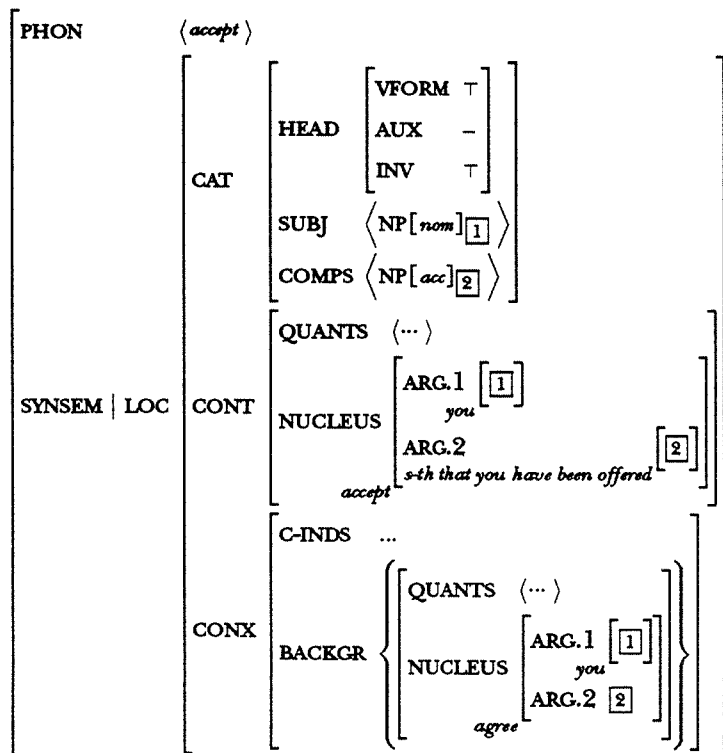 PHON ⟨accept⟩
VFORM ⊤
HEAD AUX –
INV ⊤
CAT
SUBJ ⟨NP[nom] 1⟩
COMPS ⟨NP[acc] 2⟩
QUANTS ⟨···⟩
ARG.1 [1]
SYNSEM | LOC CONT NUCLEUS you
ARG.2 [2]
accept s-th that you have been offered
C-INDS ...
QUANTS ⟨···⟩
CONX ARG.1 [1]
BACKGR { NUCLEUS you }
ARG.2 2
agree